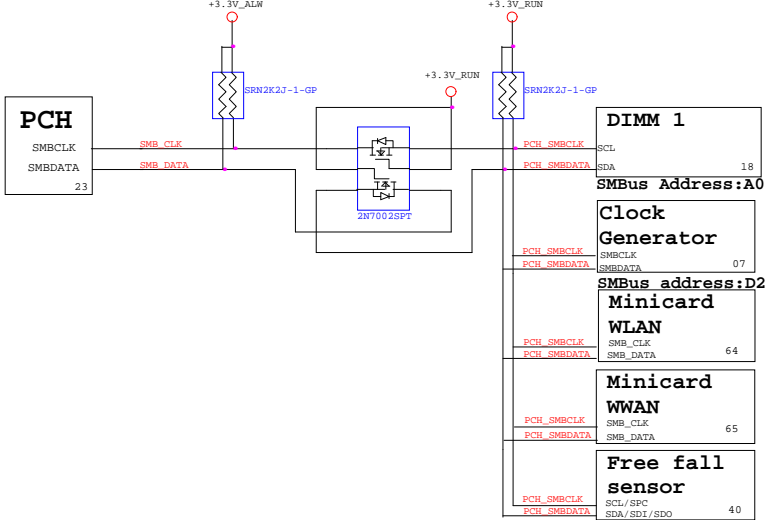 +3.3V_ALW
+3.3V_RUN
+3.3V_RUN
SRN2K2J-1-GP
SRN2K2J-1-GP
PCH
SMBCLK
SMBDATA
23
SMB_CLK
SMB_DATA
2N7002SPT
PCH_SMBCLK
PCH_SMBDATA
DIMM 1
SCL
SDA
18
SMBus Address:A0
Clock
Generator
PCH_SMBCLK
SMBCLK
PCH_SMBDATA
SMBDATA
07
SMBus address:D2
Minicard
WLAN
PCH_SMBCLK
SMB_CLK
PCH_SMBDATA
SMB_DATA
64
Minicard
WWAN
PCH_SMBCLK
SMB_CLK
PCH_SMBDATA
SMB_DATA
65
Free fall
sensor
PCH_SMBCLK
SCL/SPC
PCH_SMBDATA
SDA/SDI/SDO
40